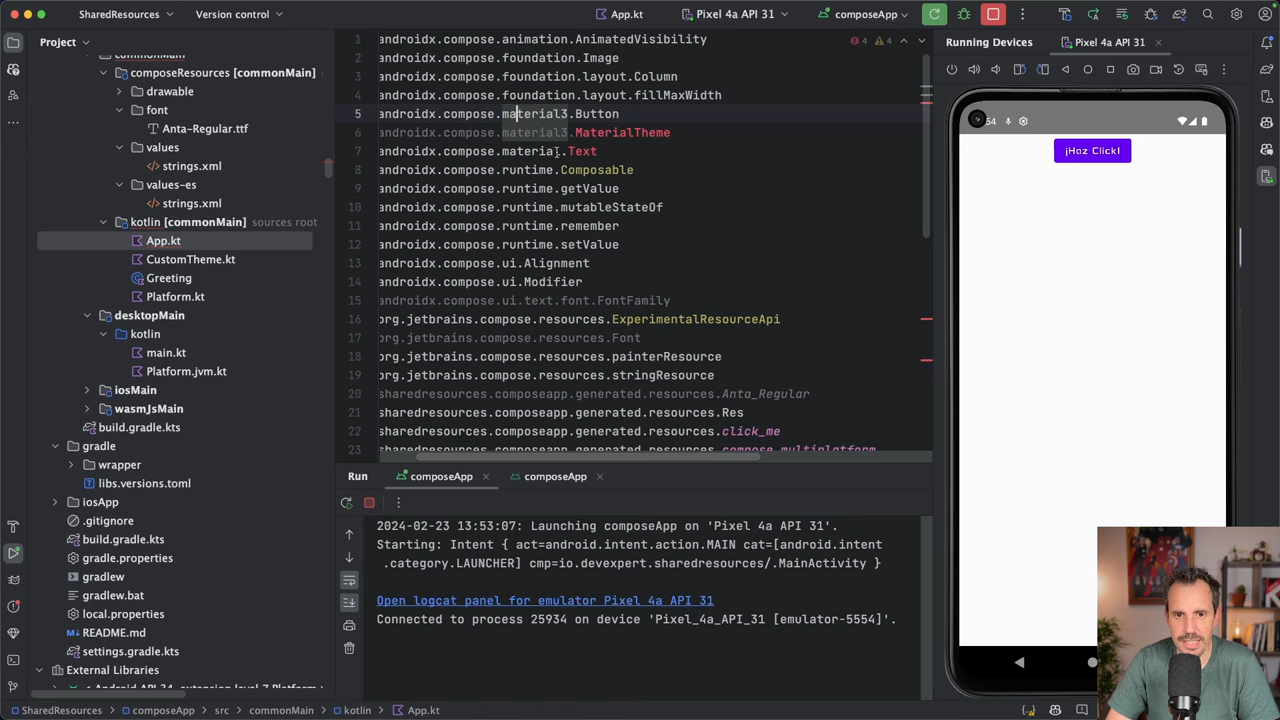 SharedResources
Version control
App.kt
Pixel 4a API 31
composeApp
Project
commonMain
composeResources [commonMain]
drawable
font
Anta-Regular.ttf
values
strings.xml
values-es
strings.xml
kotlin [commonMain] sources root
App.kt
CustomTheme.kt
Greeting
Platform.kt
desktopMain
kotlin
main.kt
Platform.jvm.kt
iosMain
wasmJsMain
build.gradle.kts
gradle
wrapper
libs.versions.toml
iosApp
.gitignore
build.gradle.kts
gradle.properties
gradlew
gradlew.bat
local.properties
README.md
settings.gradle.kts
External Libraries
4 4
1 androidx.compose.animation.AnimatedVisibility
2 androidx.compose.foundation.Image
3 androidx.compose.foundation.layout.Column
4 androidx.compose.foundation.layout.fillMaxWidth
5 androidx.compose.material3.Button
6 androidx.compose.material3.MaterialTheme
7 androidx.compose.material.Text
8 androidx.compose.runtime.Composable
9 androidx.compose.runtime.getValue
10 androidx.compose.runtime.mutableStateOf
11 androidx.compose.runtime.remember
12 androidx.compose.runtime.setValue
13 androidx.compose.ui.Alignment
14 androidx.compose.ui.Modifier
15 androidx.compose.ui.text.font.FontFamily
16 org.jetbrains.compose.resources.ExperimentalResourceApi
17 org.jetbrains.compose.resources.Font
18 org.jetbrains.compose.resources.painterResource
19 org.jetbrains.compose.resources.stringResource
20 sharedresources.composeapp.generated.resources.Anta_Regular
21 sharedresources.composeapp.generated.resources.Res
22 sharedresources.composeapp.generated.resources.click_me
23 sharedresources.composeapp.generated.resources.compose_multiplatform
Run
composeApp
composeApp
2024-02-23 13:53:07: Launching composeApp on 'Pixel 4a API 31'.
Starting: Intent { act=android.intent.action.MAIN cat=[android.intent
.category.LAUNCHER] cmp=io.devexpert.sharedresources/.MainActivity }
Open logcat panel for emulator Pixel 4a API 31
Connected to process 25934 on device 'Pixel_4a_API_31 [emulator-5554]'.
Running Devices
Pixel 4a API 31
54
¡Haz Click!
SharedResources
composeApp
src
commonMain
kotlin
App.kt